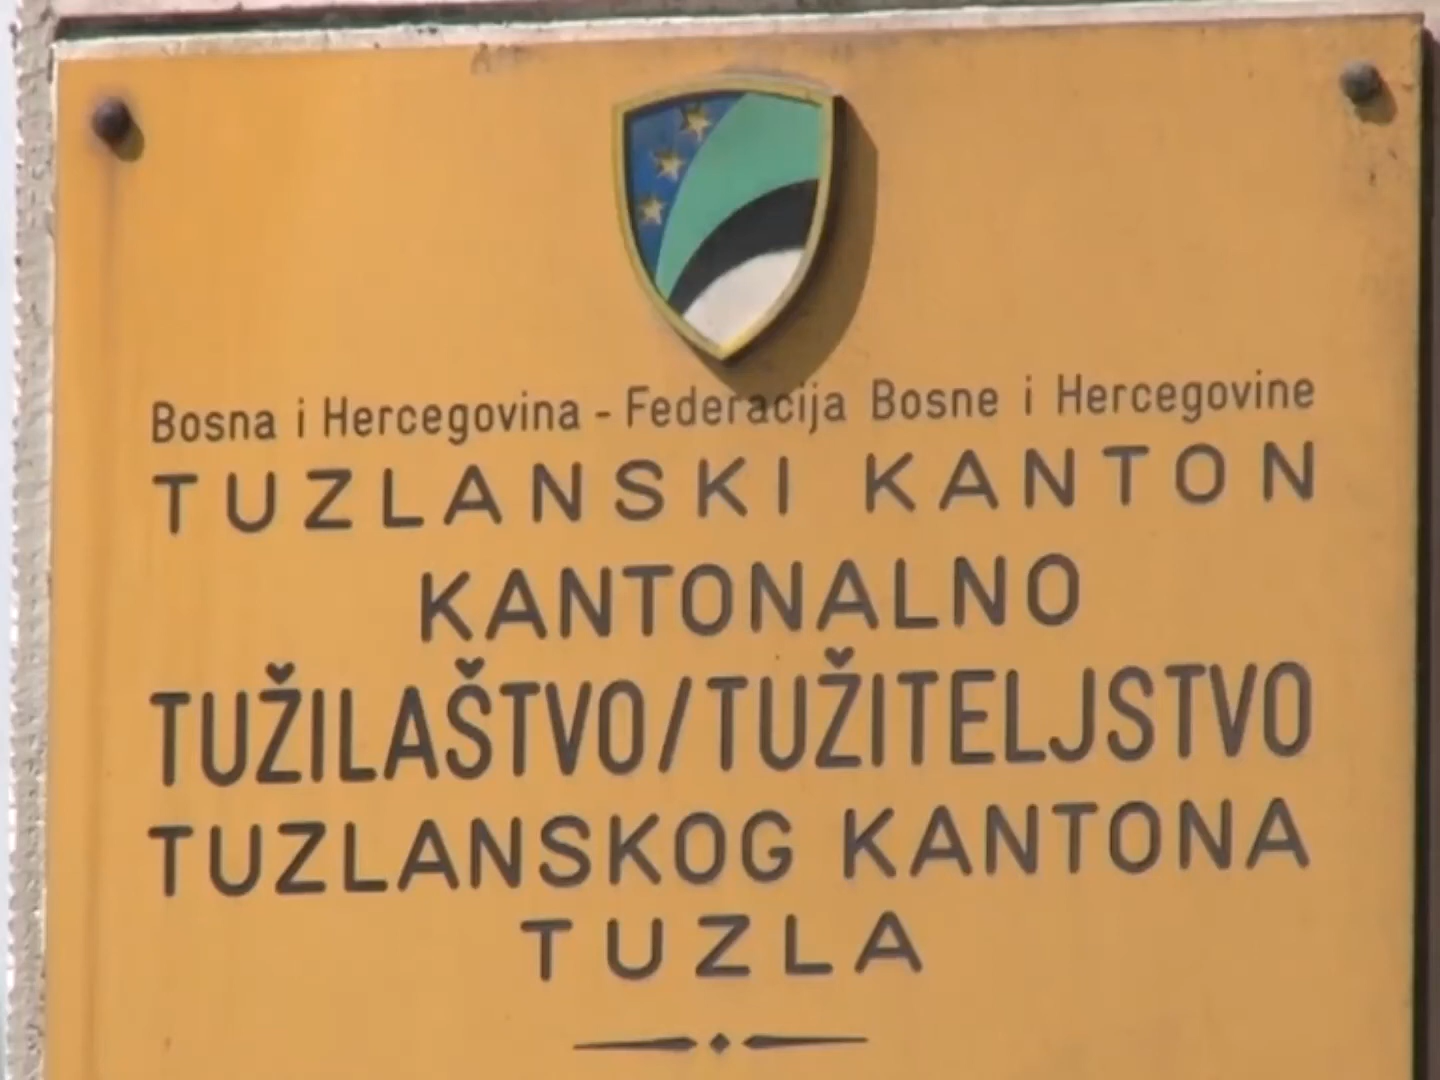 Bosna i Hercegovina - Federacija Bosne i Hercegovine
TUZLANSKI KANTON
KANTONALNO
TUŽILAŠTVO/TUŽITELJSTVO
TUZLANSKOG KANTONA
TUZLA